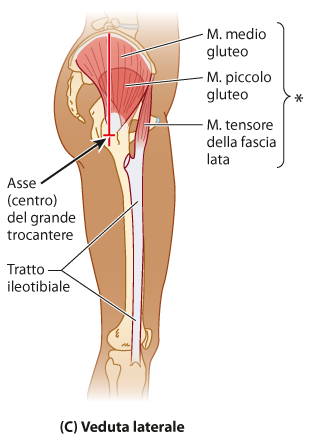 M. medio
gluteo
M. piccolo
gluteo
*
M. tensore
della fascia
lata
Asse
(centro)
del grande
trocantere
Tratto
ileotibiale
(C) Veduta laterale